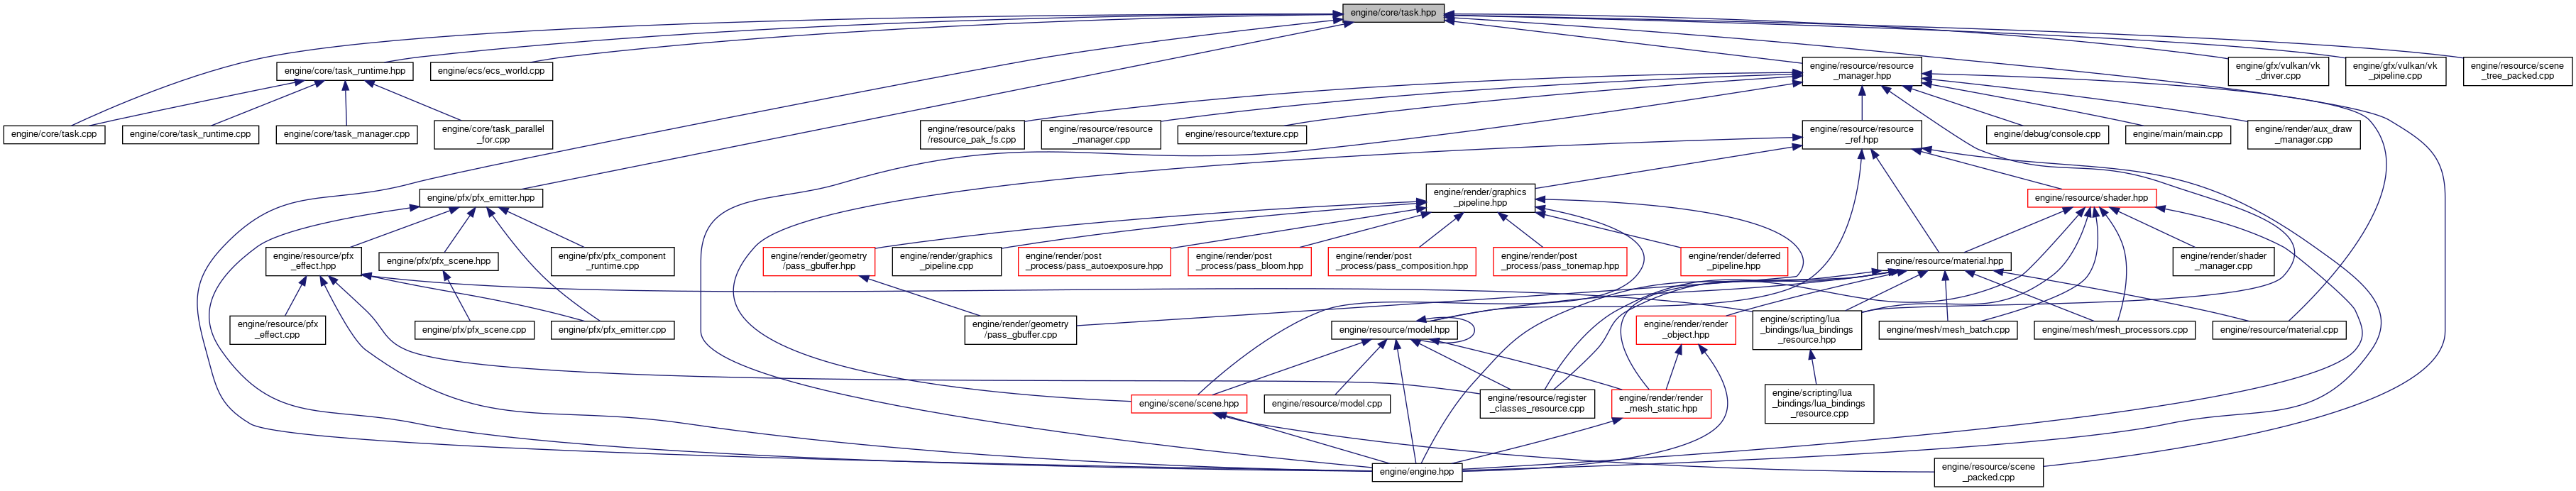 engine/core/task.hpp
engine/core/task_runtime.hpp
engine/ecs/ecs_world.cpp
engine/resource/resource
_manager.hpp
engine/gfx/vulkan/vk
_driver.cpp
engine/gfx/vulkan/vk
_pipeline.cpp
engine/resource/scene
_tree_packed.cpp
engine/core/task.cpp
engine/core/task_runtime.cpp
engine/core/task_manager.cpp
engine/core/task_parallel
_for.cpp
engine/resource/paks
/resource_pak_fs.cpp
engine/resource/resource
_manager.cpp
engine/resource/texture.cpp
engine/resource/resource
_ref.hpp
engine/debug/console.cpp
engine/main/main.cpp
engine/render/aux_draw
_manager.cpp
engine/pfx/pfx_emitter.hpp
engine/render/graphics
_pipeline.hpp
engine/resource/shader.hpp
engine/resource/pfx
_effect.hpp
engine/pfx/pfx_scene.hpp
engine/pfx/pfx_component
_runtime.cpp
engine/render/geometry
/pass_gbuffer.hpp
engine/render/graphics
_pipeline.cpp
engine/render/post
_process/pass_autoexposure.hpp
engine/render/post
_process/pass_bloom.hpp
engine/render/post
_process/pass_composition.hpp
engine/render/post
_process/pass_tonemap.hpp
engine/render/deferred
_pipeline.hpp
engine/resource/material.hpp
engine/render/shader
_manager.cpp
engine/resource/pfx
_effect.cpp
engine/pfx/pfx_scene.cpp
engine/pfx/pfx_emitter.cpp
engine/render/geometry
/pass_gbuffer.cpp
engine/resource/model.hpp
engine/render/render
_object.hpp
engine/scripting/lua
_bindings/lua_bindings
_resource.hpp
engine/mesh/mesh_batch.cpp
engine/mesh/mesh_processors.cpp
engine/resource/material.cpp
engine/scene/scene.hpp
engine/resource/model.cpp
engine/resource/register
_classes_resource.cpp
engine/render/render
_mesh_static.hpp
engine/scripting/lua
_bindings/lua_bindings
_resource.cpp
engine/engine.hpp
engine/resource/scene
_packed.cpp